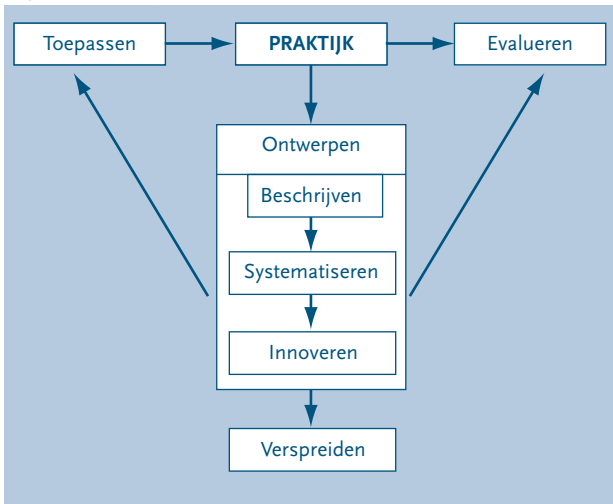 Toepassen
PRAKTIJK
Evalueren
Ontwerpen
Beschrijven
Systematiseren
Innoveren
Verspreiden